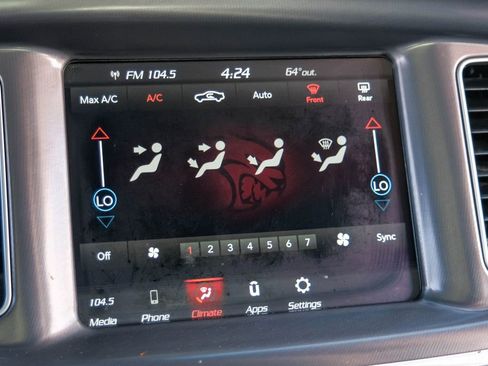 FM 104.5 4:24 64° out.
Max A/C A/C Auto Front Rear
LO LO
Off 1 2 3 4 5 6 7 Sync
104.5
Media Phone Climate Apps Settings